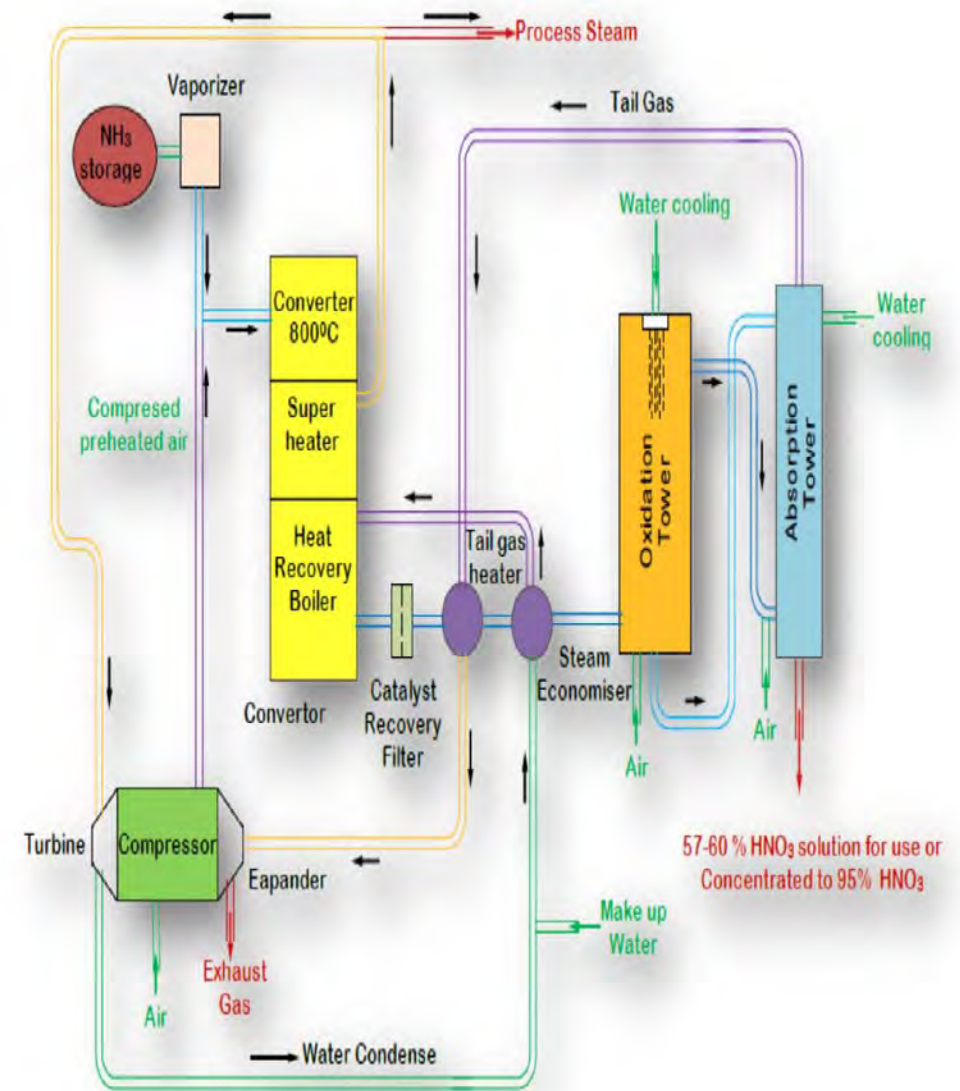 Process Steam
Vaporizer
NH₃
storage
Tail Gas
Water cooling
Converter
800⁰C
Water
cooling
Compresed
preheated air
Super
heater
Oxidation
Tower
Absorption
Tower
Heat
Recovery
Boiler
Tail gas
heater
Steam
Economiser
Convertor
Catalyst
Recovery
Filter
Air
Air
Turbine
Compressor
Eapander
57-60 % HNO₃ solution for use or
Concentrated to 95% HNO₃
Make up
Water
Exhaust
Gas
Air
Water Condense